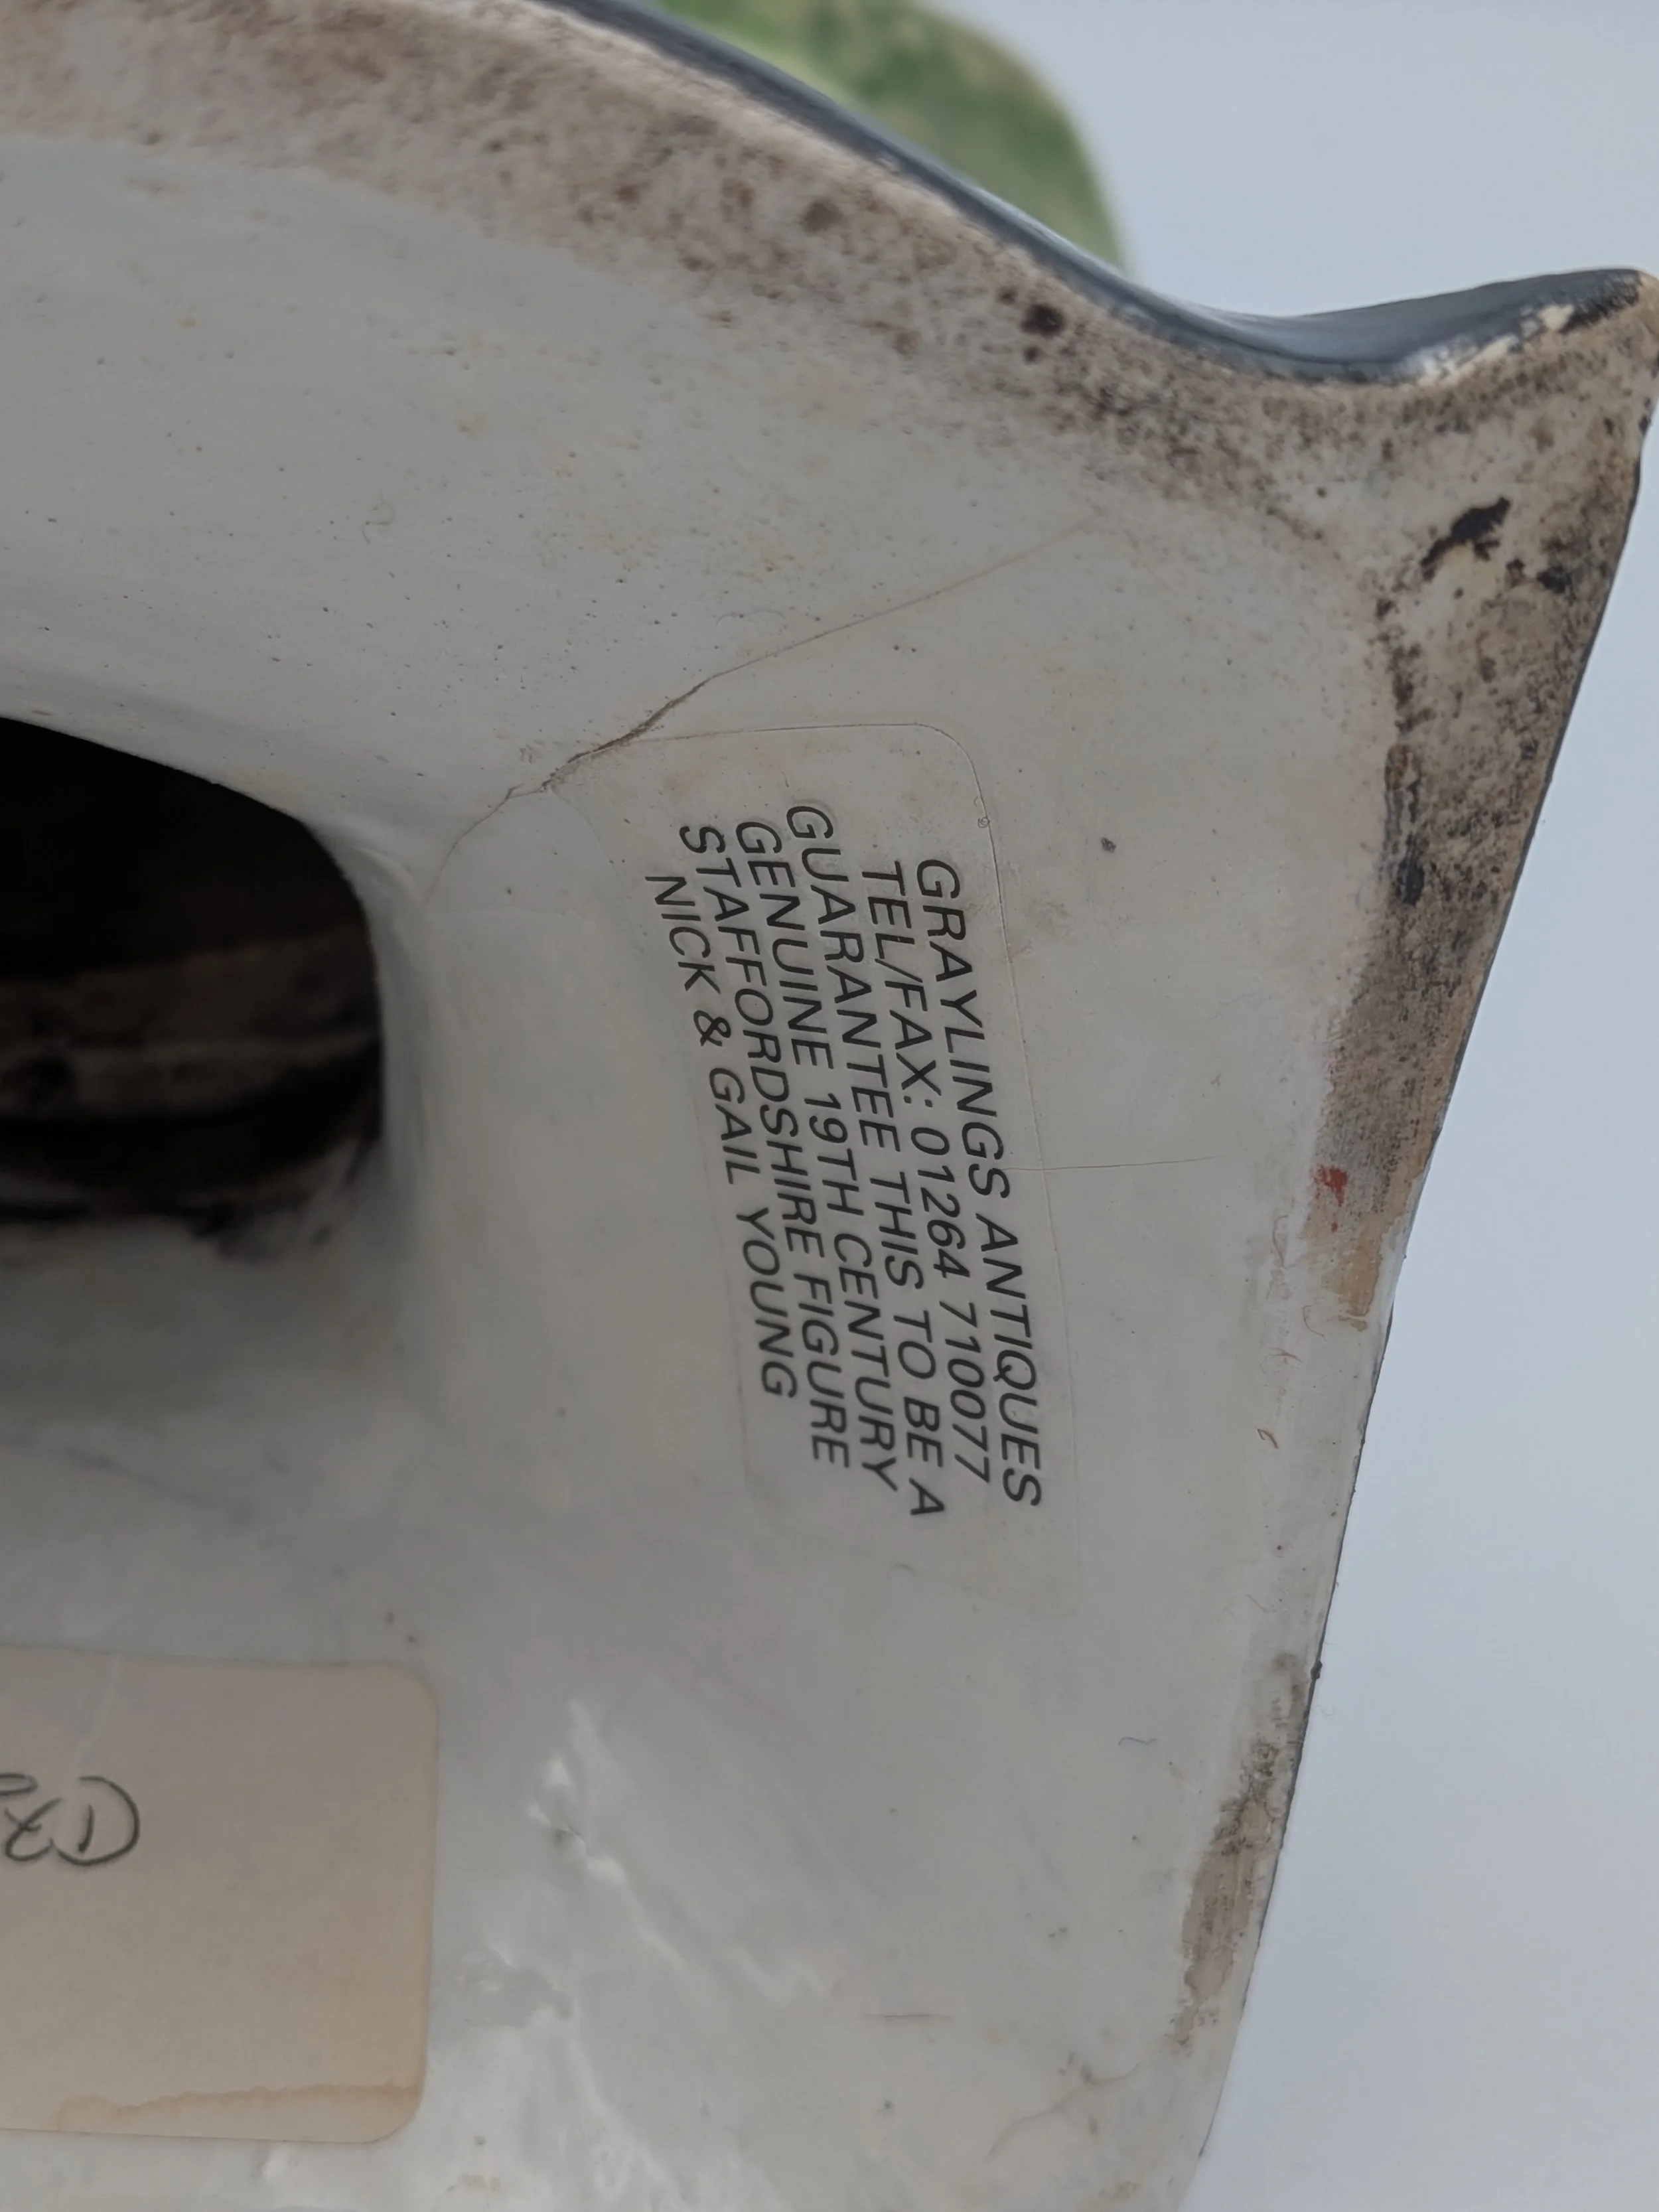 GRAYLINGS ANTIQUES
TEL/FAX: 01264 710077
GUARANTEE THIS TO BE A
GENUINE 19TH CENTURY
STAFFORDSHIRE FIGURE
NICK & GAIL YOUNG